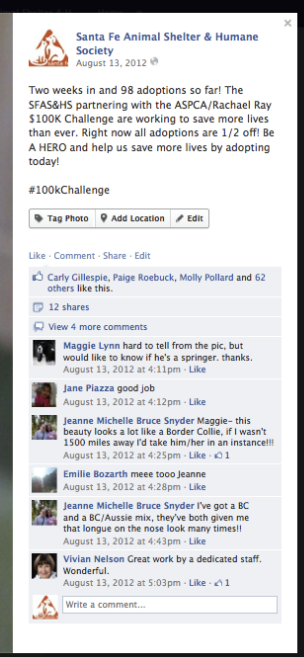 Santa Fe Animal Shelter & Humane
Society
August 13, 2012
Two weeks in and 98 adoptions so far! The
SFAS&HS partnering with the ASPCA/Rachael Ray
$100K Challenge are working to save more lives
than ever. Right now all adoptions are 1/2 off! Be
A HERO and help us save more lives by adopting
today!
#100kChallenge
Tag Photo Add Location Edit
Like · Comment · Share · Edit
Carly Gillespie, Paige Roebuck, Molly Pollard and 62
others like this.
12 shares
View 4 more comments
Maggie Lynn hard to tell from the pic, but
would like to know if he's a springer. thanks.
August 13, 2012 at 4:11pm · Like
Jane Piazza good job
August 13, 2012 at 4:12pm · Like
Jeanne Michelle Bruce Snyder Maggie- this
beauty looks a lot like a Border Collie, if I wasn't
1500 miles away I'd take him/her in an instance!!!
August 13, 2012 at 4:25pm · Like · 1
Emilie Bozarth meee tooo Jeanne
August 13, 2012 at 4:28pm · Like
Jeanne Michelle Bruce Snyder I've got a BC
and a BC/Aussie mix, they've both given me
that longue on the nose look many times!!
August 13, 2012 at 4:43pm · Like
Vivian Nelson Great work by a dedicated staff.
Wonderful.
August 13, 2012 at 5:03pm · Like · 1
Write a comment...